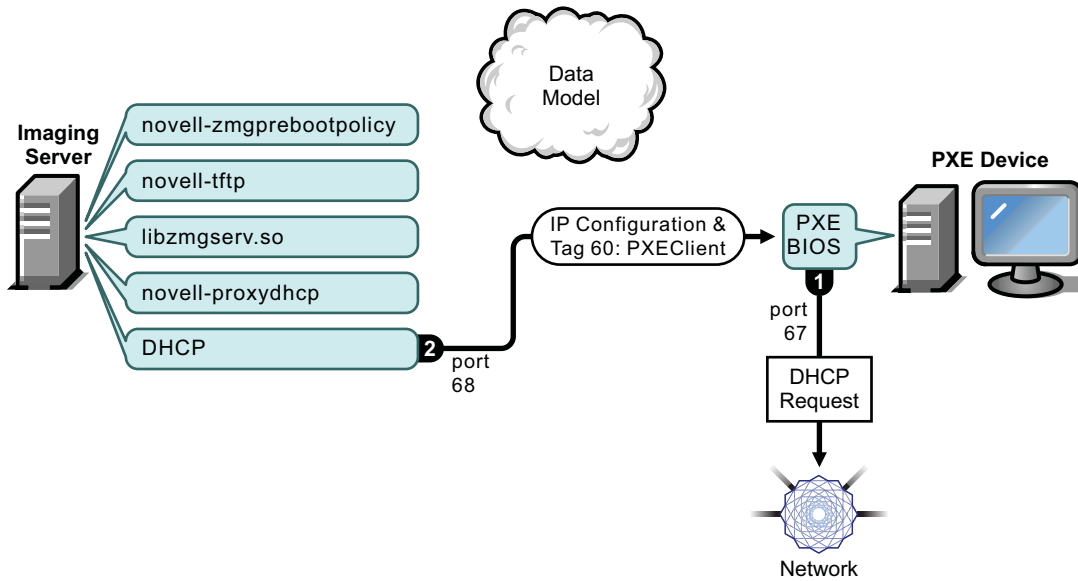 Data
Model
Imaging
Server
novell-zmgprebootpolicy
novell-tftp
libzmgserv.so
novell-proxydhcp
DHCP
2
port
68
IP Configuration &
Tag 60: PXEClient
PXE Device
PXE
BIOS
1
port
67
DHCP
Request
Network